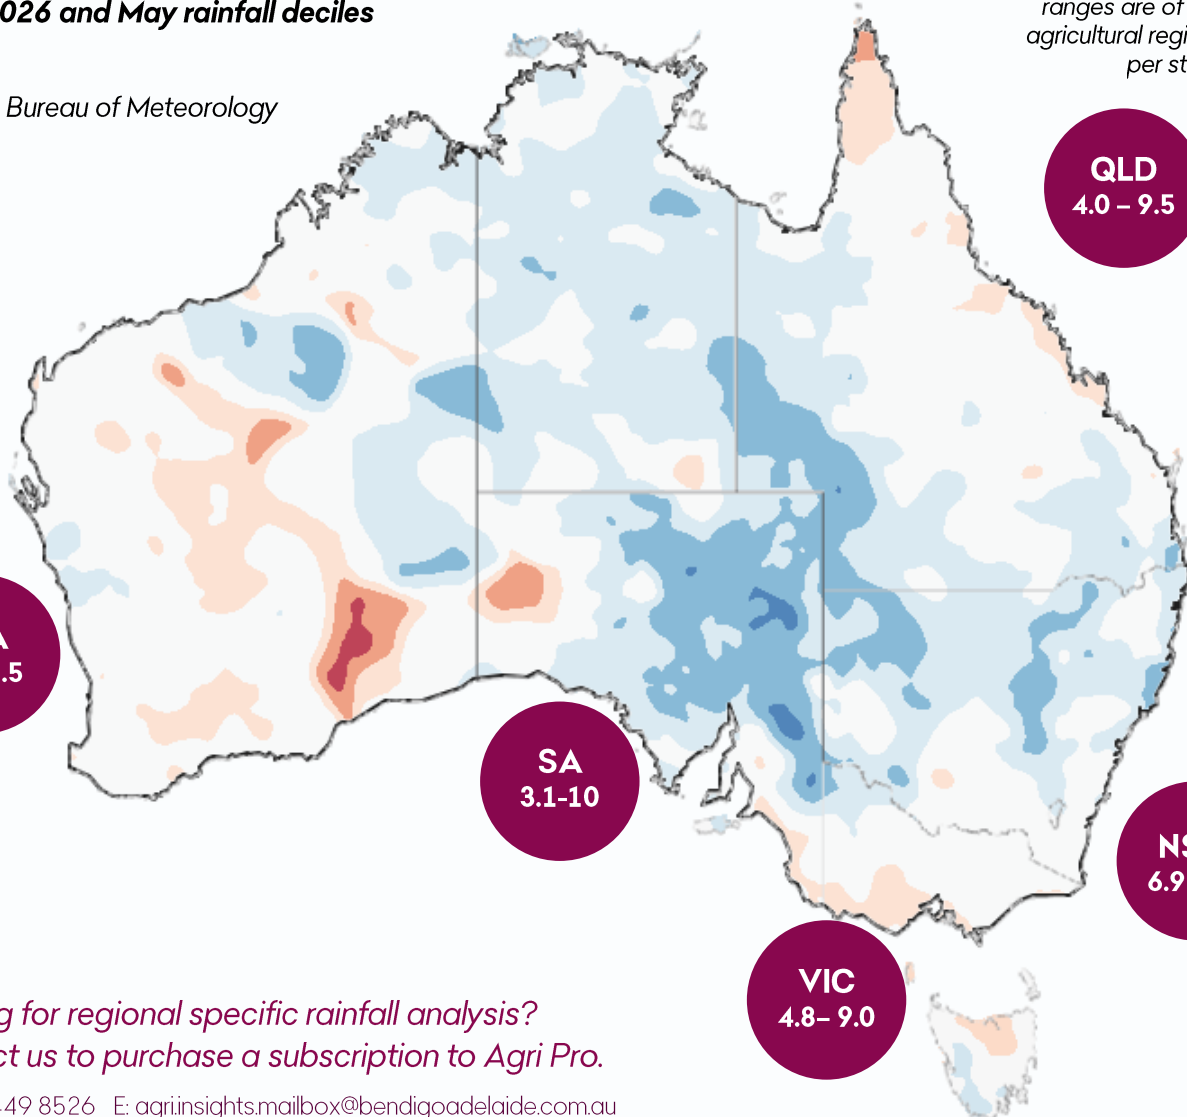 026 and May rainfall deciles
ranges are of
agricultural regi
per st
Bureau of Meteorology
QLD
4.0 – 9.5
A
.5
SA
3.1-10
NS
6.9
VIC
4.8– 9.0
g for regional specific rainfall analysis?
ct us to purchase a subscription to Agri Pro.
449 8526 E: agri.insights.mailbox@bendigoadelaide.com.au